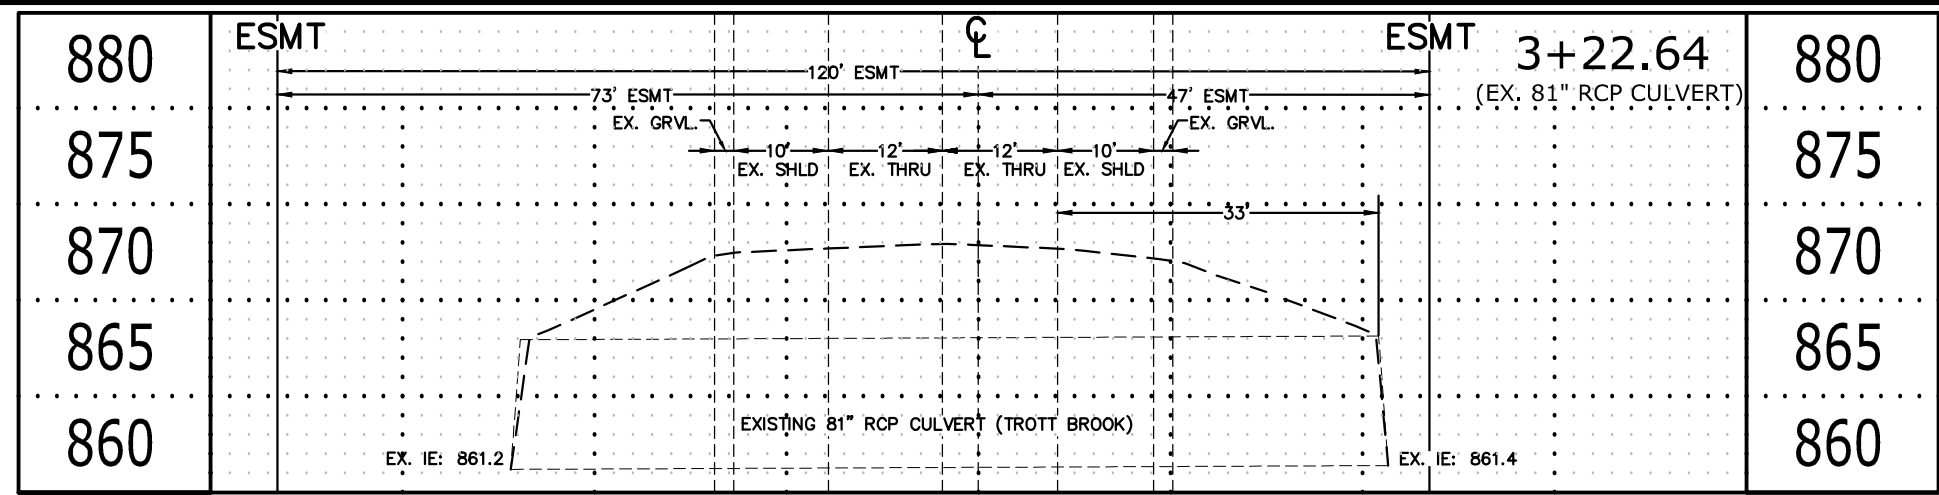 880
ESMT
℄
ESMT
3+22.64
880
120' ESMT
(EX. 81" RCP CULVERT)
73' ESMT
47' ESMT
EX. GRVL.
EX. GRVL.
875
10'
12'
12'
10'
875
EX. SHLD
EX. THRU
EX. THRU
EX. SHLD
33'
870
870
865
865
EXISTING 81" RCP CULVERT (TROTT BROOK)
860
EX. IE: 861.2
EX. IE: 861.4
860